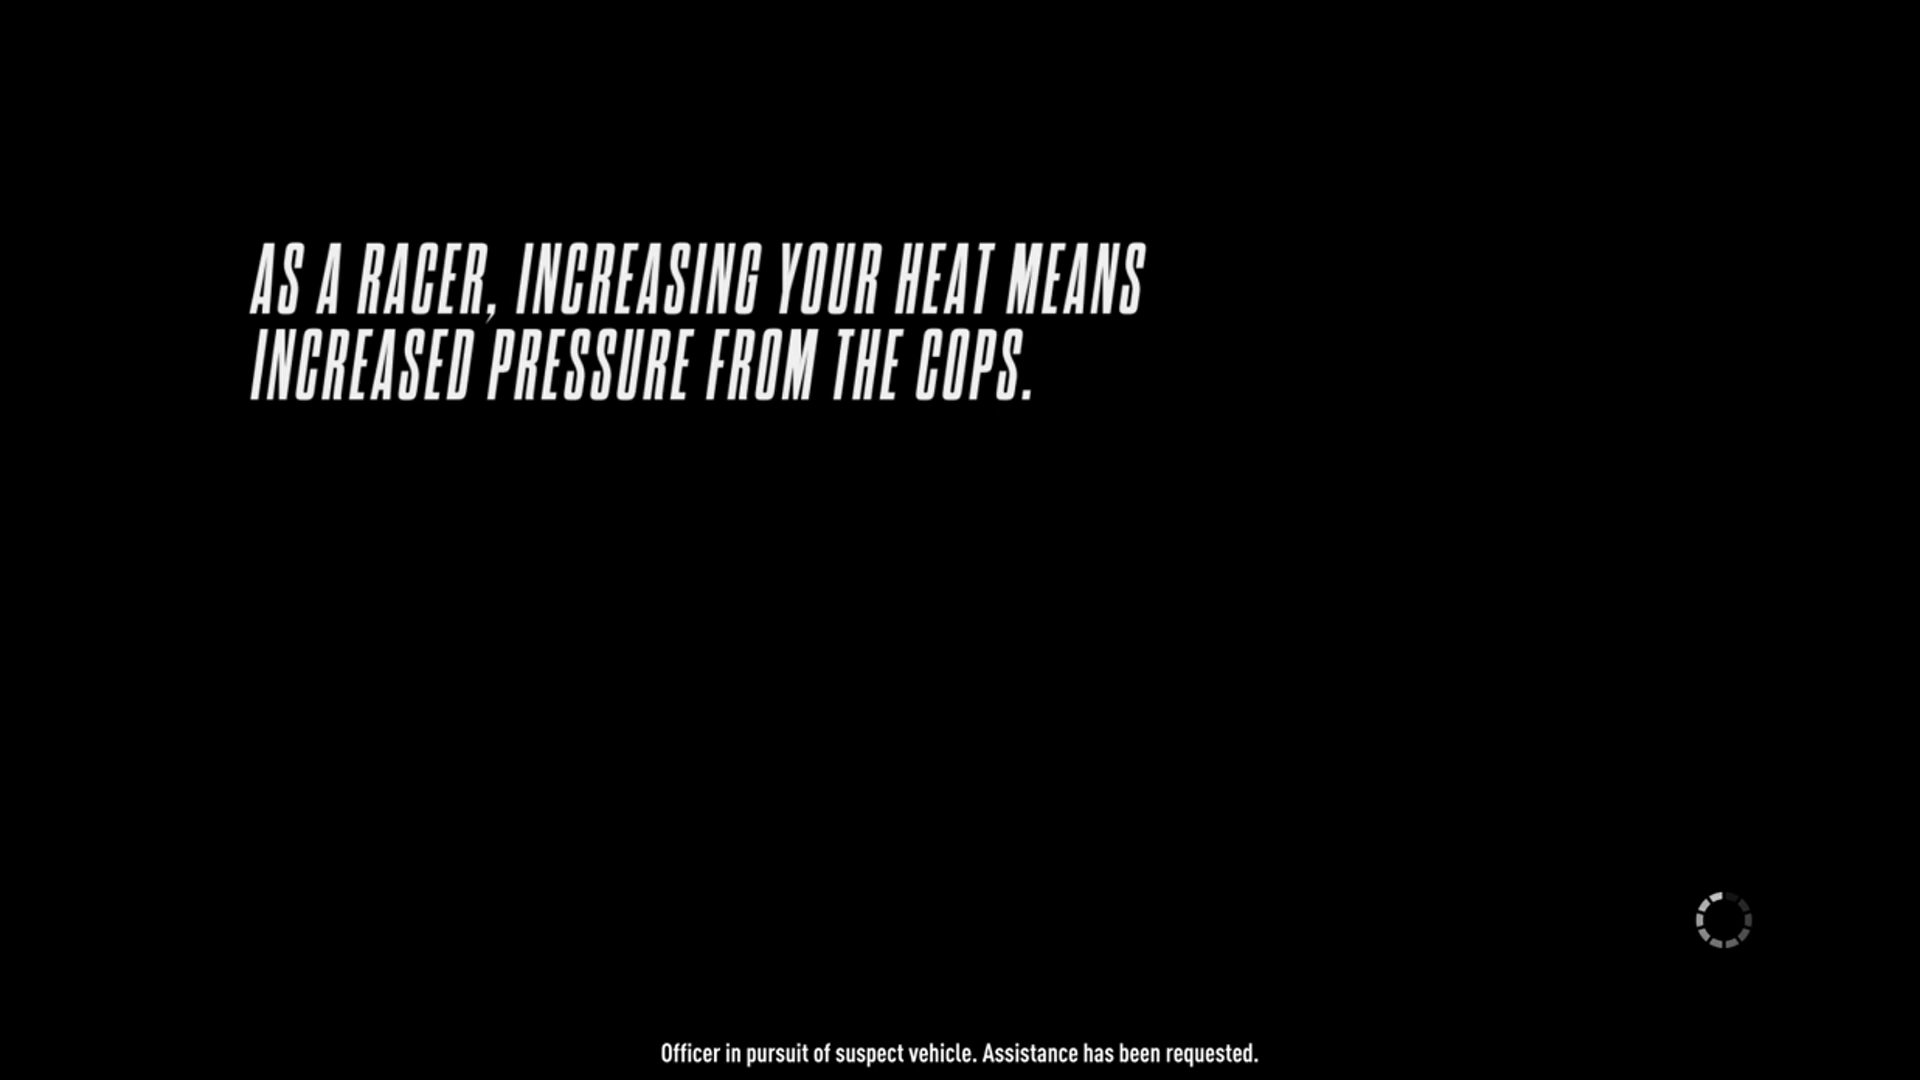 AS A RACER, INCREASING YOUR HEAT MEANS
INCREASED PRESSURE FROM THE COPS.
Officer in pursuit of suspect vehicle. Assistance has been requested.